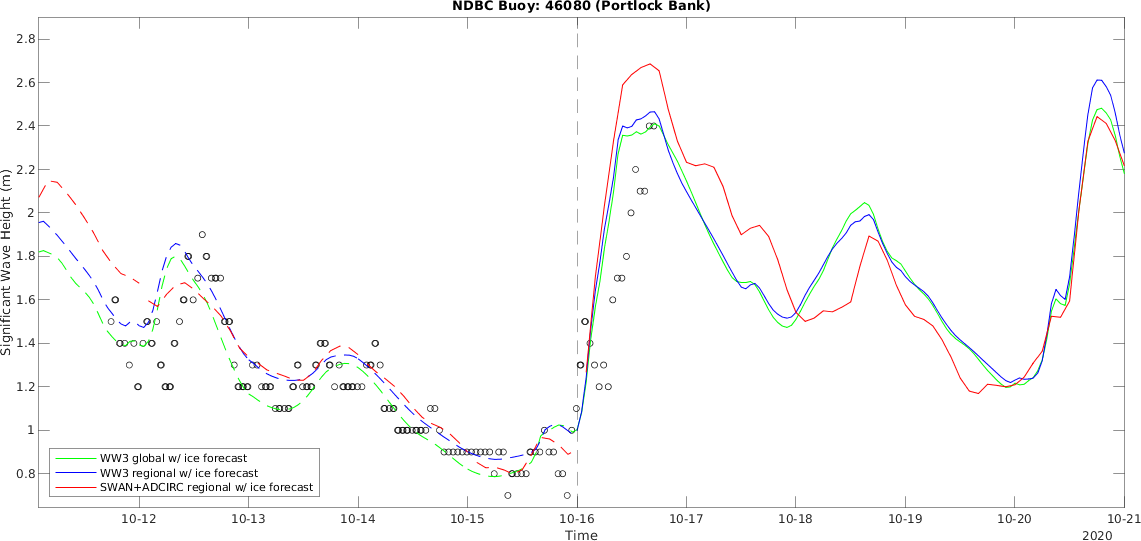 NDBC Buoy: 46080 (Portlock Bank)
Significant Wave Height (m)
2.8
2.6
2.4
2.2
2
1.8
1.6
1.4
1.2
1
0.8
WW3 global w/ ice forecast
WW3 regional w/ ice forecast
SWAN+ADCIRC regional w/ ice forecast
10-12 10-13 10-14 10-15 10-16 10-17 10-18 10-19 10-20 10-21
Time
2020